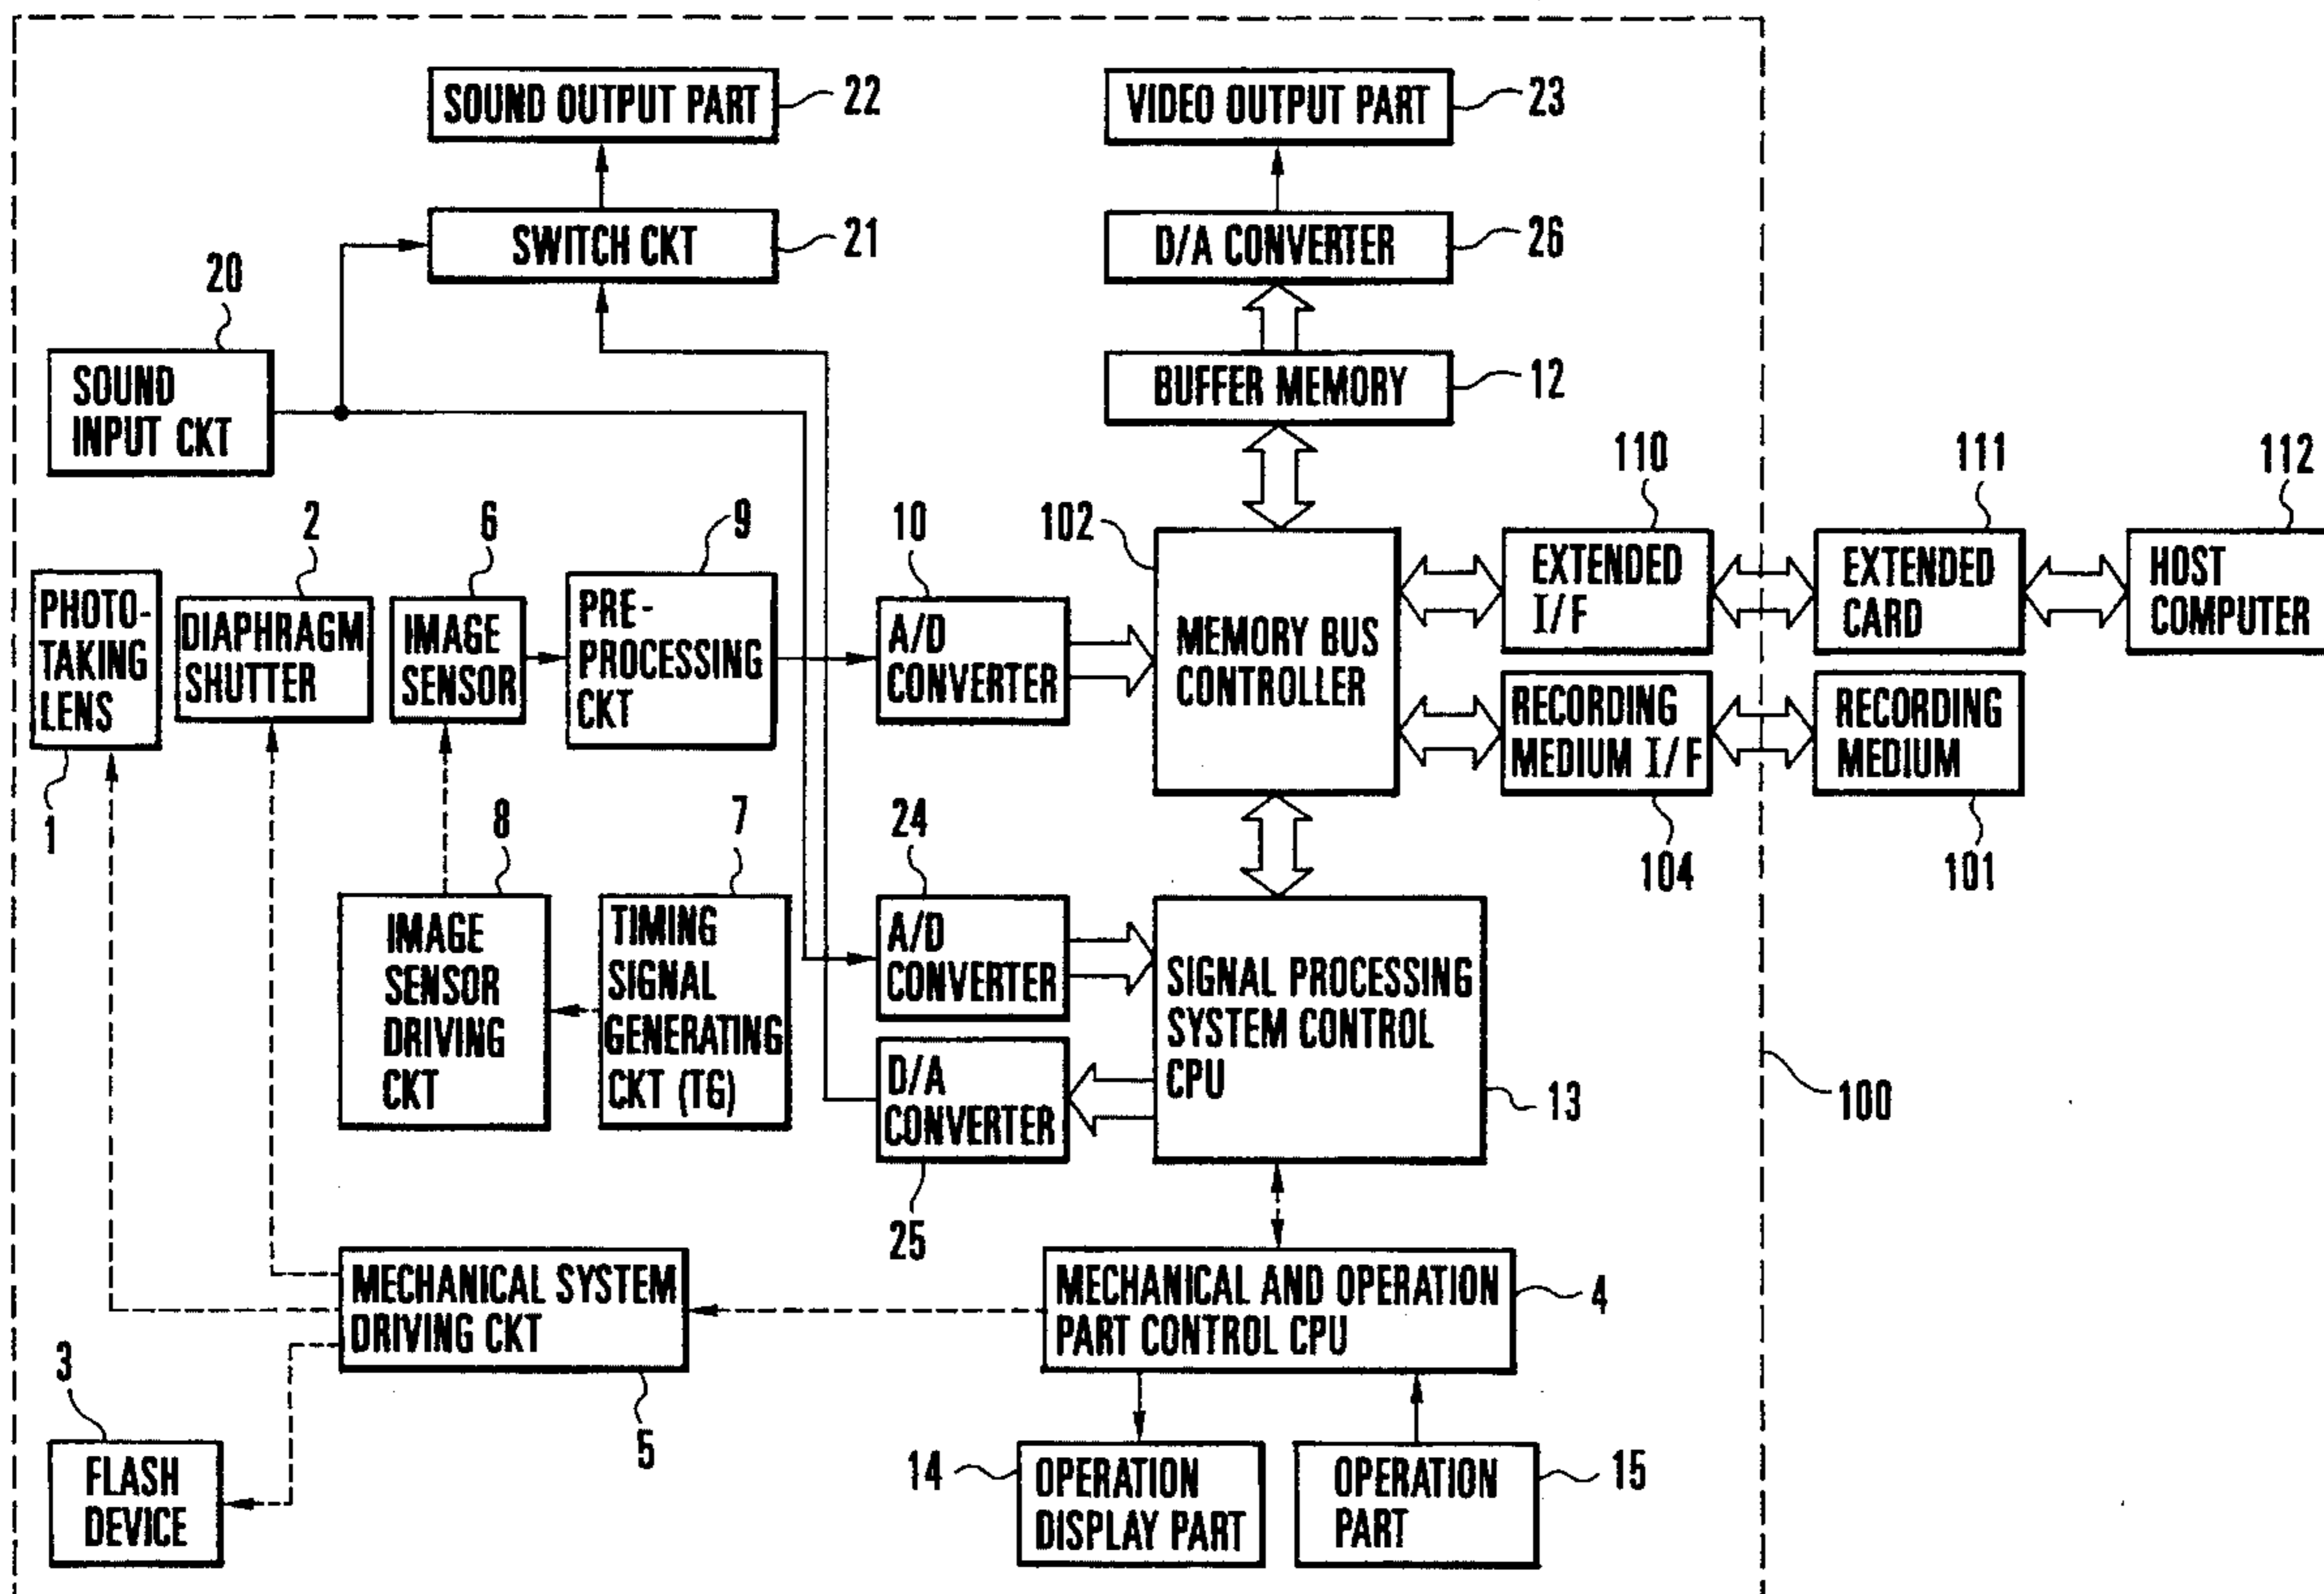 SOUND OUTPUT PART
22
VIDEO OUTPUT PART
23
SWITCH CKT
21
D/A CONVERTER
26
20
SOUND
INPUT CKT
BUFFER MEMORY
12
110
111
112
2
6
9
10
102
PHOTO-
TAKING
LENS
DIAPHRAGM
SHUTTER
IMAGE
SENSOR
PRE-
PROCESSING
CKT
A/D
CONVERTER
MEMORY BUS
CONTROLLER
EXTENDED
I/F
EXTENDED
CARD
HOST
COMPUTER
RECORDING
MEDIUM I/F
RECORDING
MEDIUM
1
8
7
24
104
101
IMAGE
SENSOR
DRIVING
CKT
TIMING
SIGNAL
GENERATING
CKT (TG)
A/D
CONVERTER
SIGNAL PROCESSING
SYSTEM CONTROL
CPU
D/A
CONVERTER
13
100
25
MECHANICAL SYSTEM
DRIVING CKT
MECHANICAL AND OPERATION
PART CONTROL CPU
4
3
5
FLASH
DEVICE
14
OPERATION
DISPLAY PART
OPERATION
PART
15